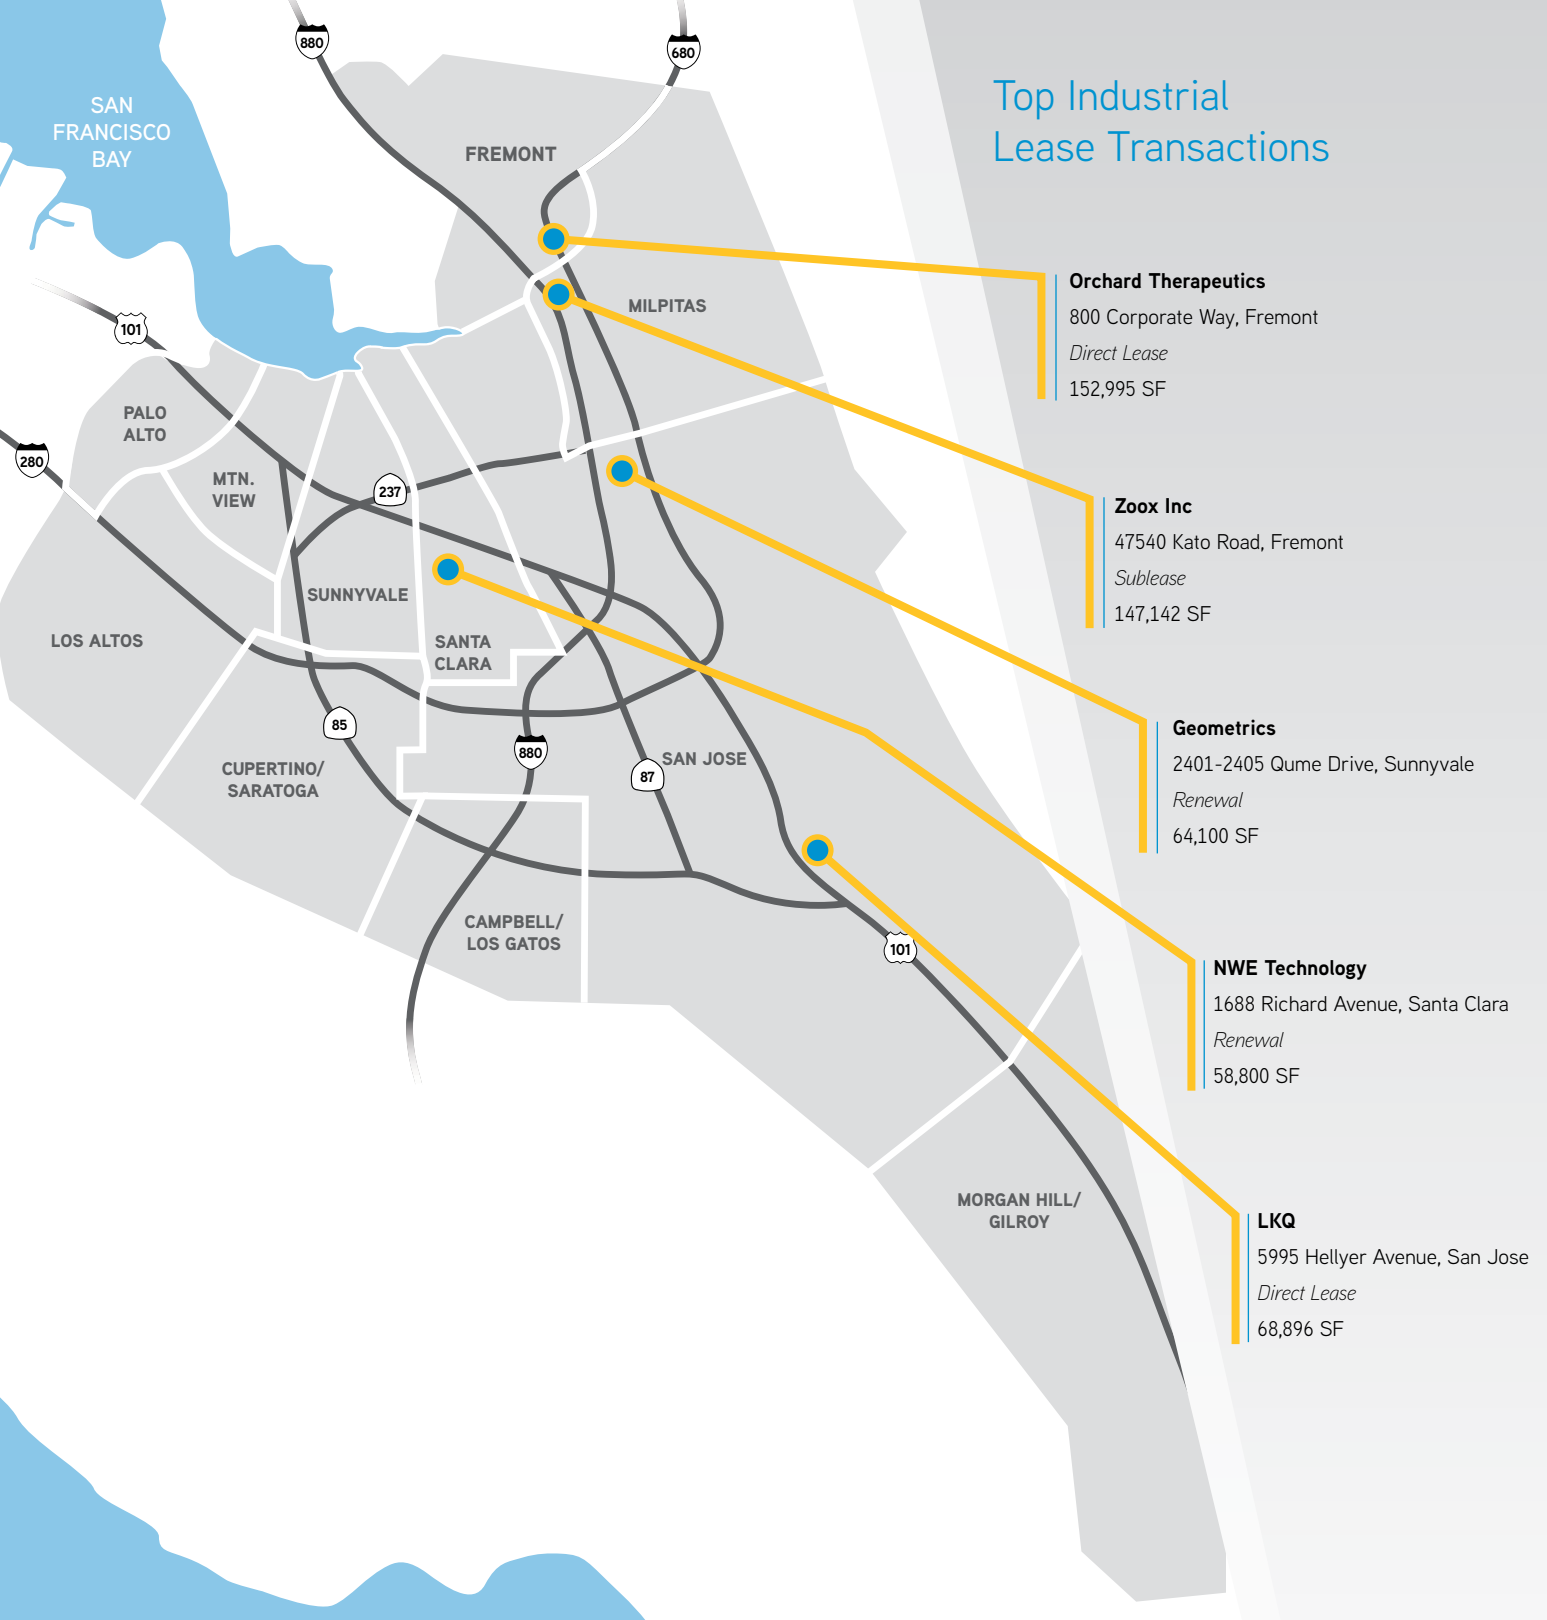 880
680
SAN
FRANCISCO
BAY
FREMONT
MILPITAS
101
PALO
ALTO
280
MTN.
VIEW
237
SUNNYVALE
LOS ALTOS
SANTA
CLARA
85
880
87
SAN JOSE
CUPERTINO/
SARATOGA
CAMPBELL/
LOS GATOS
101
MORGAN HILL/
GILROY
Top Industrial
Lease Transactions
Orchard Therapeutics
800 Corporate Way, Fremont
Direct Lease
152,995 SF
Zoox Inc
47540 Kato Road, Fremont
Sublease
147,142 SF
Geometrics
2401-2405 Qume Drive, Sunnyvale
Renewal
64,100 SF
NWE Technology
1688 Richard Avenue, Santa Clara
Renewal
58,800 SF
LKQ
5995 Hellyer Avenue, San Jose
Direct Lease
68,896 SF